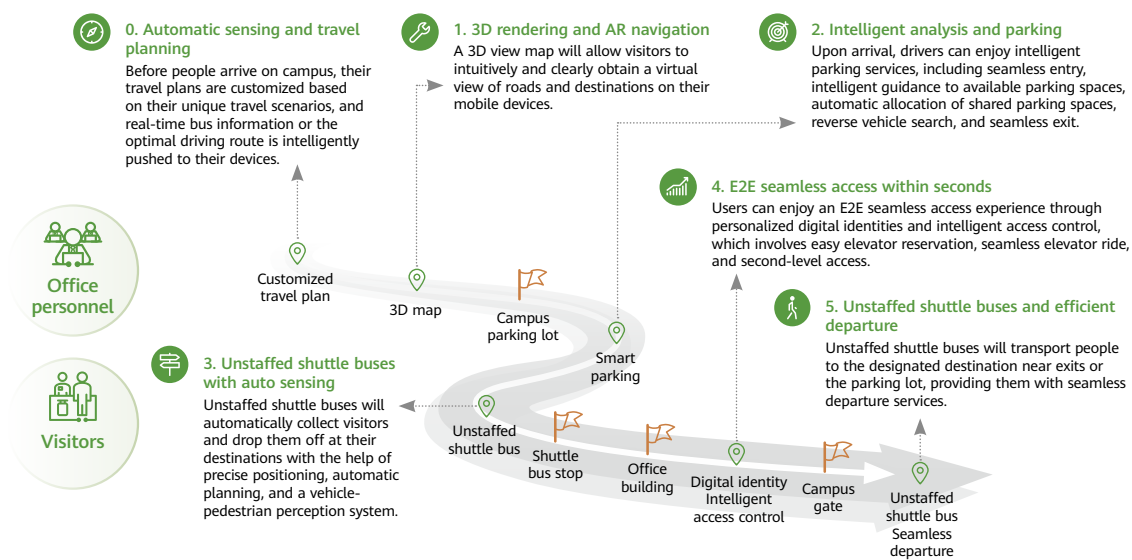 0. Automatic sensing and travel
planning
Before people arrive on campus, their
travel plans are customized based
on their unique travel scenarios, and
real-time bus information or the
optimal driving route is intelligently
pushed to their devices.
1. 3D rendering and AR navigation
A 3D view map will allow visitors to
intuitively and clearly obtain a virtual
view of roads and destinations on their
mobile devices.
2. Intelligent analysis and parking
Upon arrival, drivers can enjoy intelligent
parking services, including seamless entry,
intelligent guidance to available parking spaces,
automatic allocation of shared parking spaces,
reverse vehicle search, and seamless exit.
4. E2E seamless access within seconds
Users can enjoy an E2E seamless access experience through
personalized digital identities and intelligent access control,
which involves easy elevator reservation, seamless elevator ride,
and second-level access.
Office
personnel
Customized
travel plan
3D map
Campus
parking lot
Smart
parking
5. Unstaffed shuttle buses and efficient
departure
Unstaffed shuttle buses will transport people
to the designated destination near exits or
the parking lot, providing them with seamless
departure services.
Visitors
3. Unstaffed shuttle buses
with auto sensing
Unstaffed shuttle buses will
automatically collect visitors
and drop them off at their
destinations with the help of
precise positioning, automatic
planning, and a vehicle-
pedestrian perception system.
Unstaffed
shuttle bus
Shuttle
bus stop
Office
building
Digital identity
Intelligent
access control
Campus
gate
Unstaffed
shuttle bus
Seamless
departure